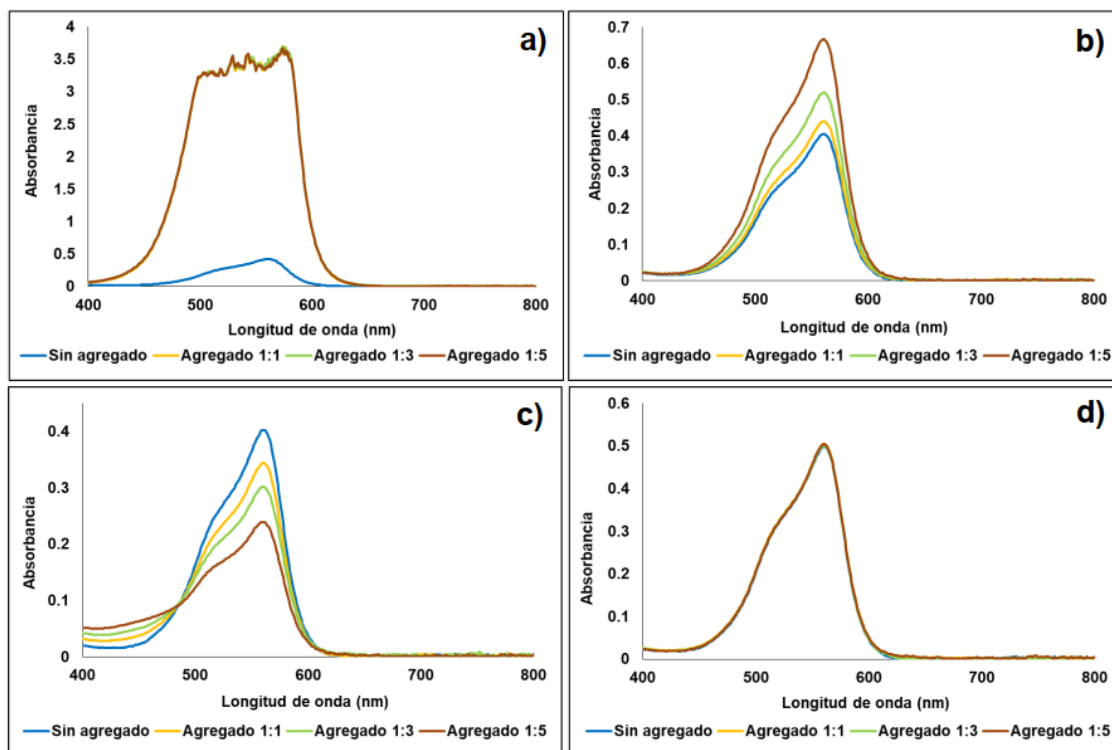 a)
4
3.5
3
2.5
2
1.5
1
0.5
0
Absorbancia
400 500 600 700 800
Longitud de onda (nm)
Sin agregado Agregado 1:1 Agregado 1:3 Agregado 1:5
b)
0.7
0.6
0.5
0.4
0.3
0.2
0.1
0
Absorbancia
400 500 600 700 800
Longitud de onda (nm)
Sin agregado Agregado 1:1 Agregado 1:3 Agregado 1:5
c)
0.4
0.3
0.2
0.1
0
Absorbancia
400 500 600 700 800
Longitud de onda (nm)
Sin agregado Agregado 1:1 Agregado 1:3 Agregado 1:5
d)
0.6
0.5
0.4
0.3
0.2
0.1
0
Absorbancia
400 500 600 700 800
Longitud de onda (nm)
Sin agregado Agregado 1:1 Agregado 1:3 Agregado 1:5